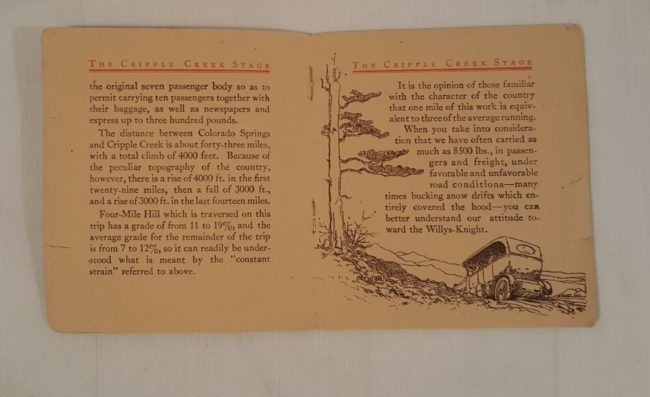 THE CRIPPLE CREEK STAGE
the original seven passenger body so as to
permit carrying ten passengers together with
their baggage, as well as newspapers and
express up to three hundred pounds.
The distance between Colorado Springs
and Cripple Creek is about forty-three miles,
with a total climb of 4000 feet. Because of
the peculiar topography of the country,
however, there is a rise of 4000 ft. in the first
twenty-nine miles, then a fall of 3000 ft.,
and a rise of 3000 ft. in the last fourteen miles.
Four-Mile Hill which is traversed on this
trip has a grade of from 11 to 19%, and the
average grade for the remainder of the trip
is from 7 to 12%, so it can readily be under-
stood what is meant by the "constant
strain" referred to above.
THE CRIPPLE CREEK STAGE
It is the opinion of those familiar
with the character of the country
that one mile of this work is equiv-
alent to three of the average running.
When you take into considera-
tion that we have often carried as
much as 8500 lbs., in passen-
gers and freight, under
favorable and unfavorable
road conditions—many
times bucking snow drifts which en-
tirely covered the hood—you can
better understand our attitude to-
ward the Willys-Knight.